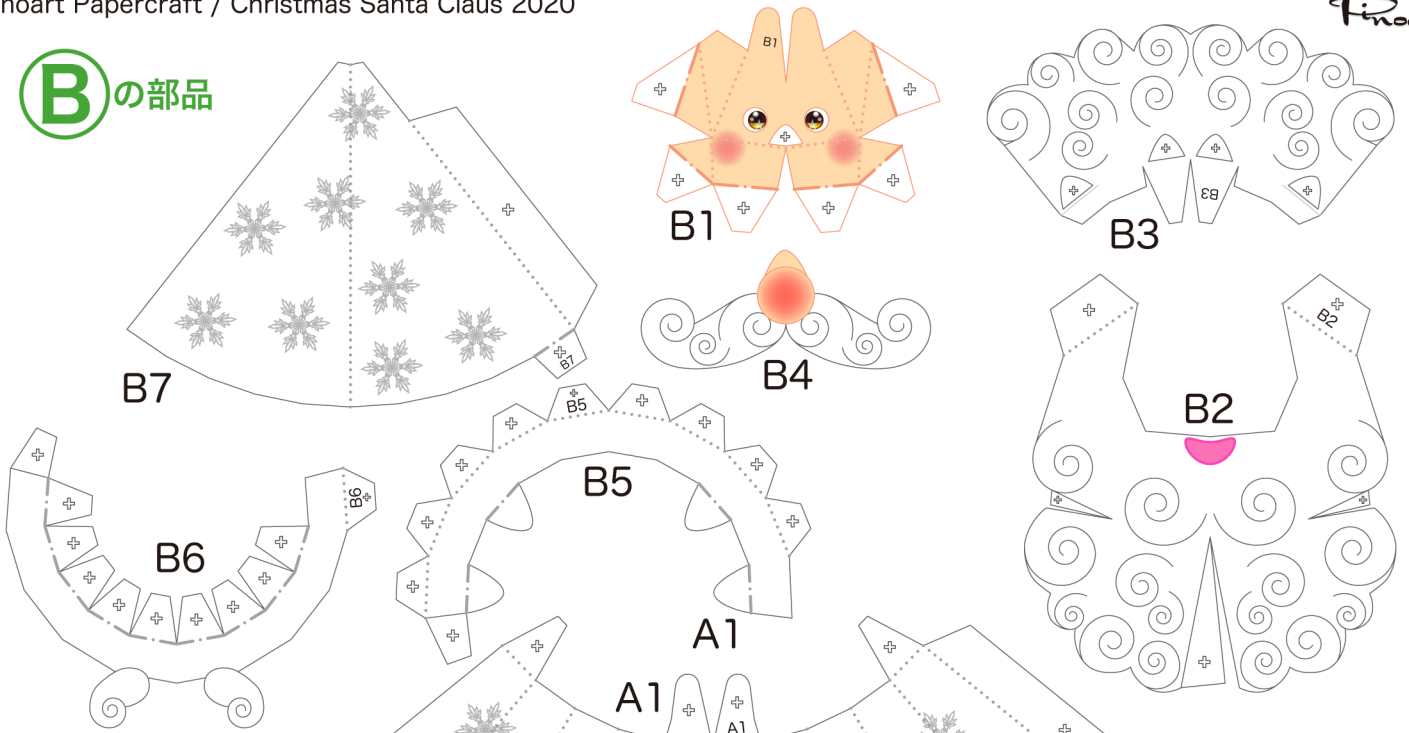 noart Papercraft / Christmas Santa Claus 2020
Pino
Bの部品
B1
B1
B3
B3
B7
B7
B4
B2
B2
B5
B5
B6
B6
A1
A1
A1